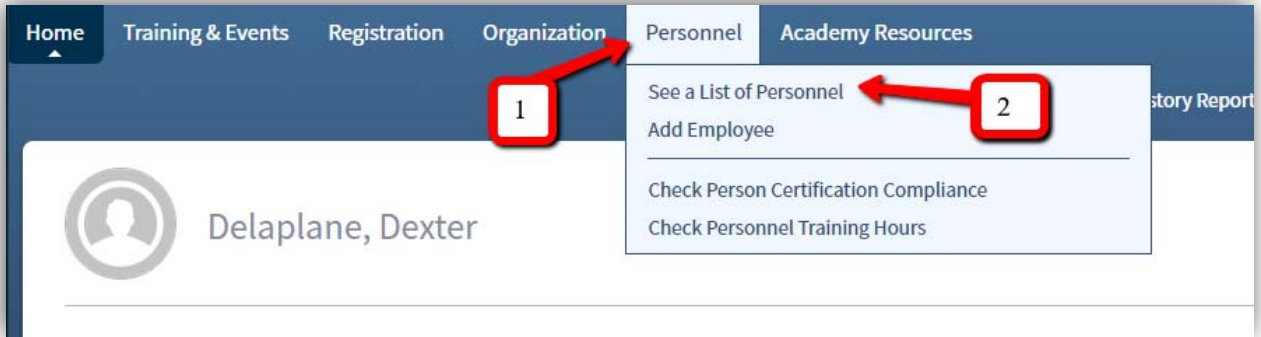 Home Training & Events Registration Organization Personnel Academy Resources
1
See a List of Personnel
2
Add Employee
Check Person Certification Compliance
Check Personnel Training Hours
Report
Delaplane, Dexter